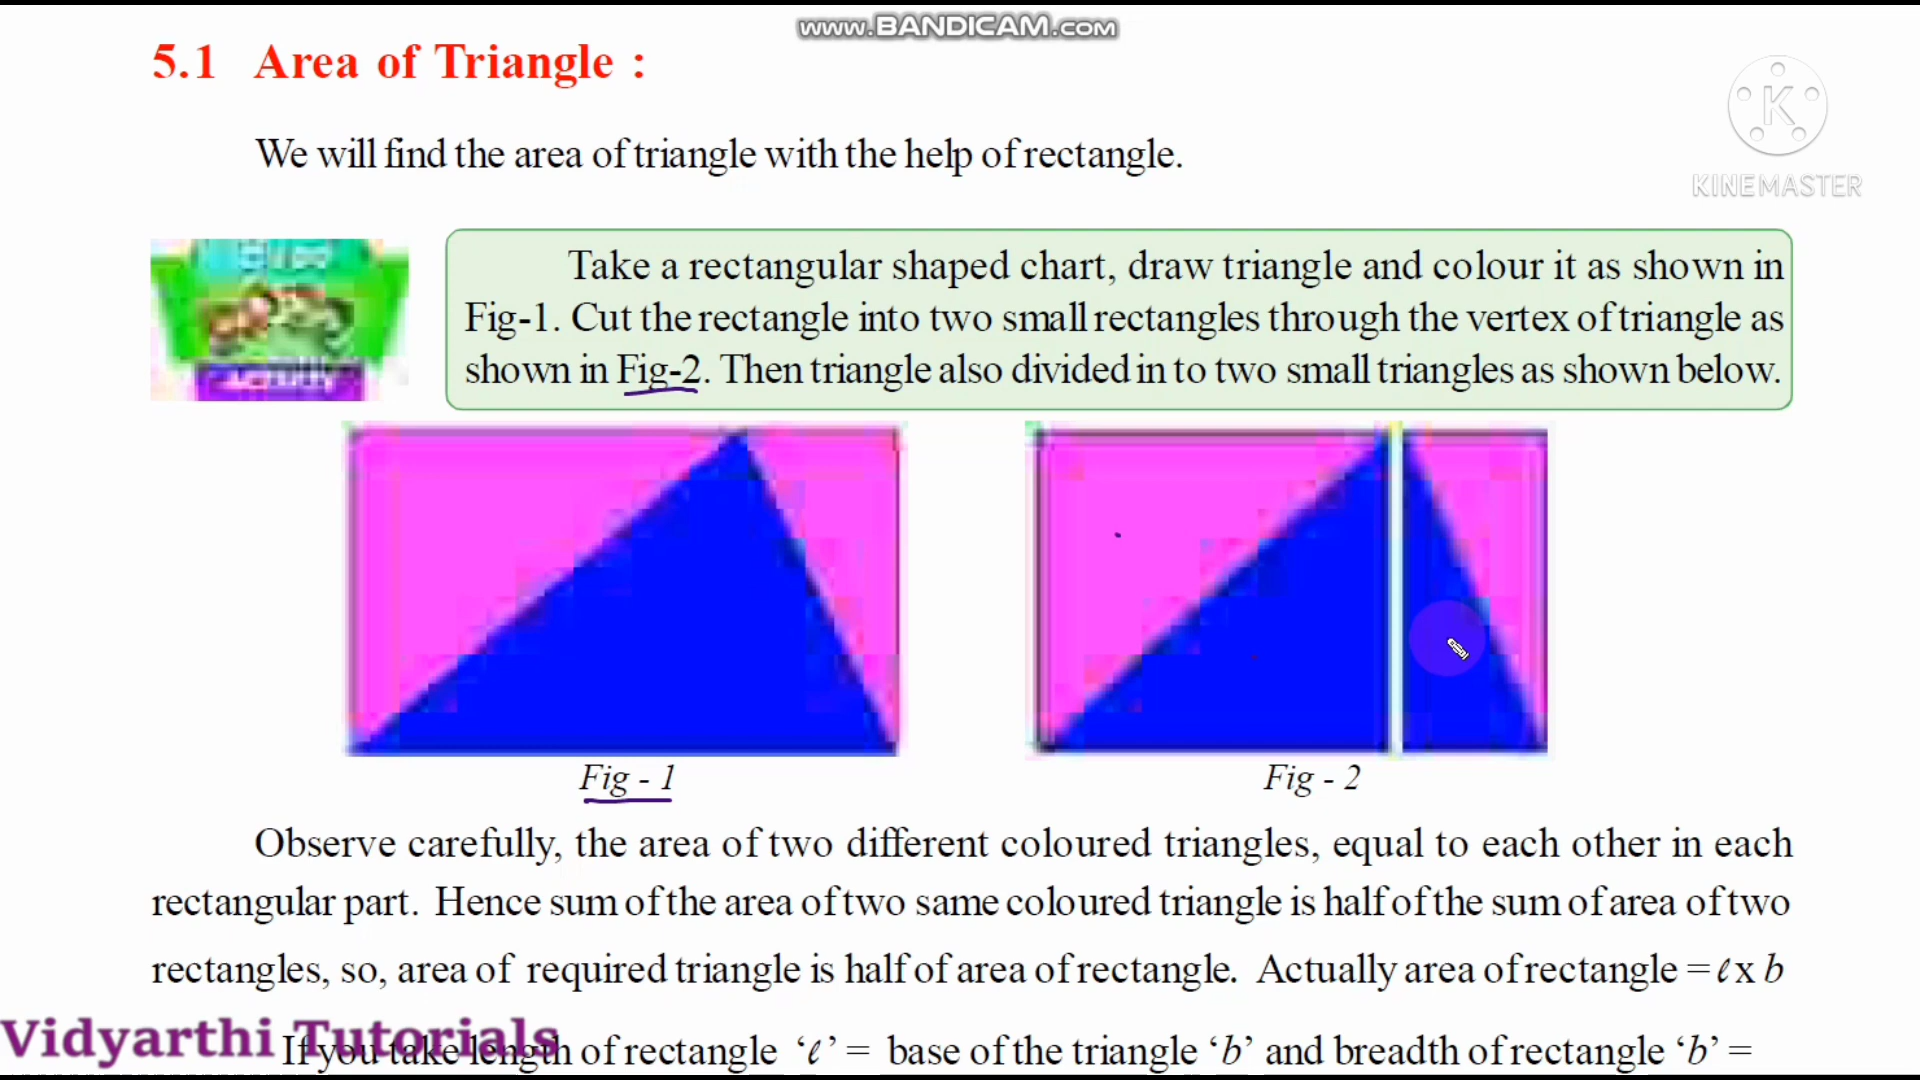 www.BANDICAM.com
5.1 Area of Triangle :
We will find the area of triangle with the help of rectangle.
KINEMASTER
Take a rectangular shaped chart, draw triangle and colour it as shown in
Fig-1. Cut the rectangle into two small rectangles through the vertex of triangle as
shown in Fig-2. Then triangle also divided in to two small triangles as shown below.
Activity
Fig - 1
Fig - 2
Observe carefully, the area of two different coloured triangles, equal to each other in each
rectangular part. Hence sum of the area of two same coloured triangle is half of the sum of area of two
rectangles, so, area of required triangle is half of area of rectangle. Actually area of rectangle = ℓ x b
Vidyarthi Tutorials
If you take length of rectangle ‘ℓ’ = base of the triangle ‘b’ and breadth of rectangle ‘b’ =